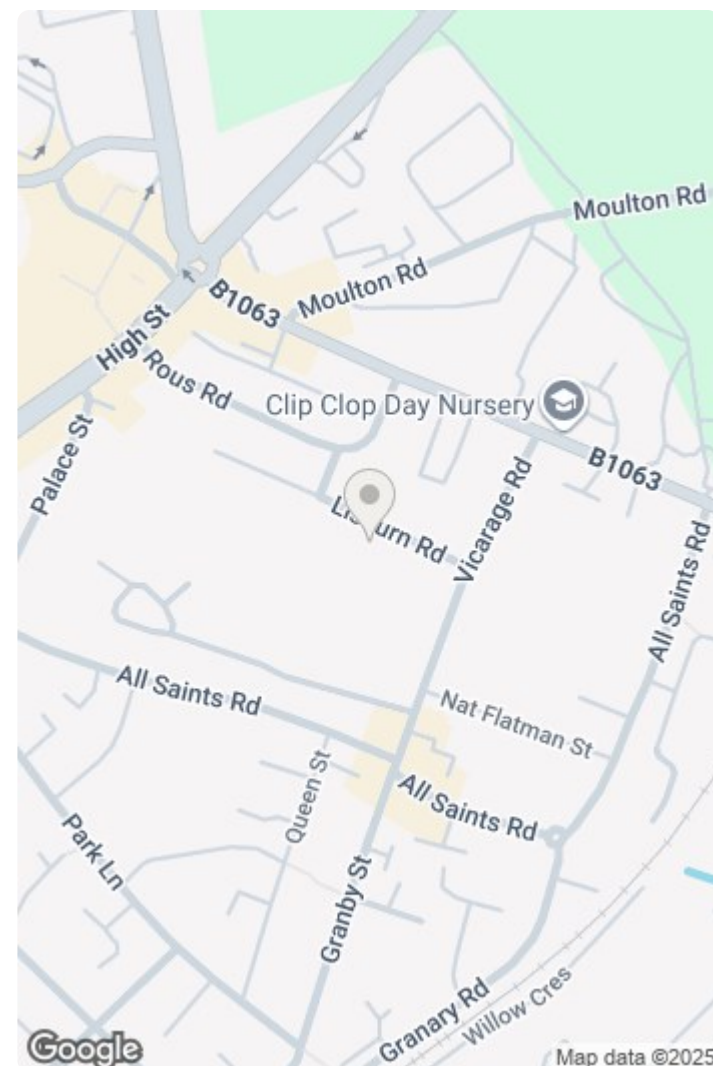 Moulton Rd
Moulton Rd
B1063
High St
Rous Rd
Clip Clop Day Nursery
B1063
Palace St
Vicarage Rd
All Saints Rd
All Saints Rd
Nat Flatman St
Queen St
All Saints Rd
Park Ln
Granby St
Granary Rd
Willow Cres
Google
Map data ©2025